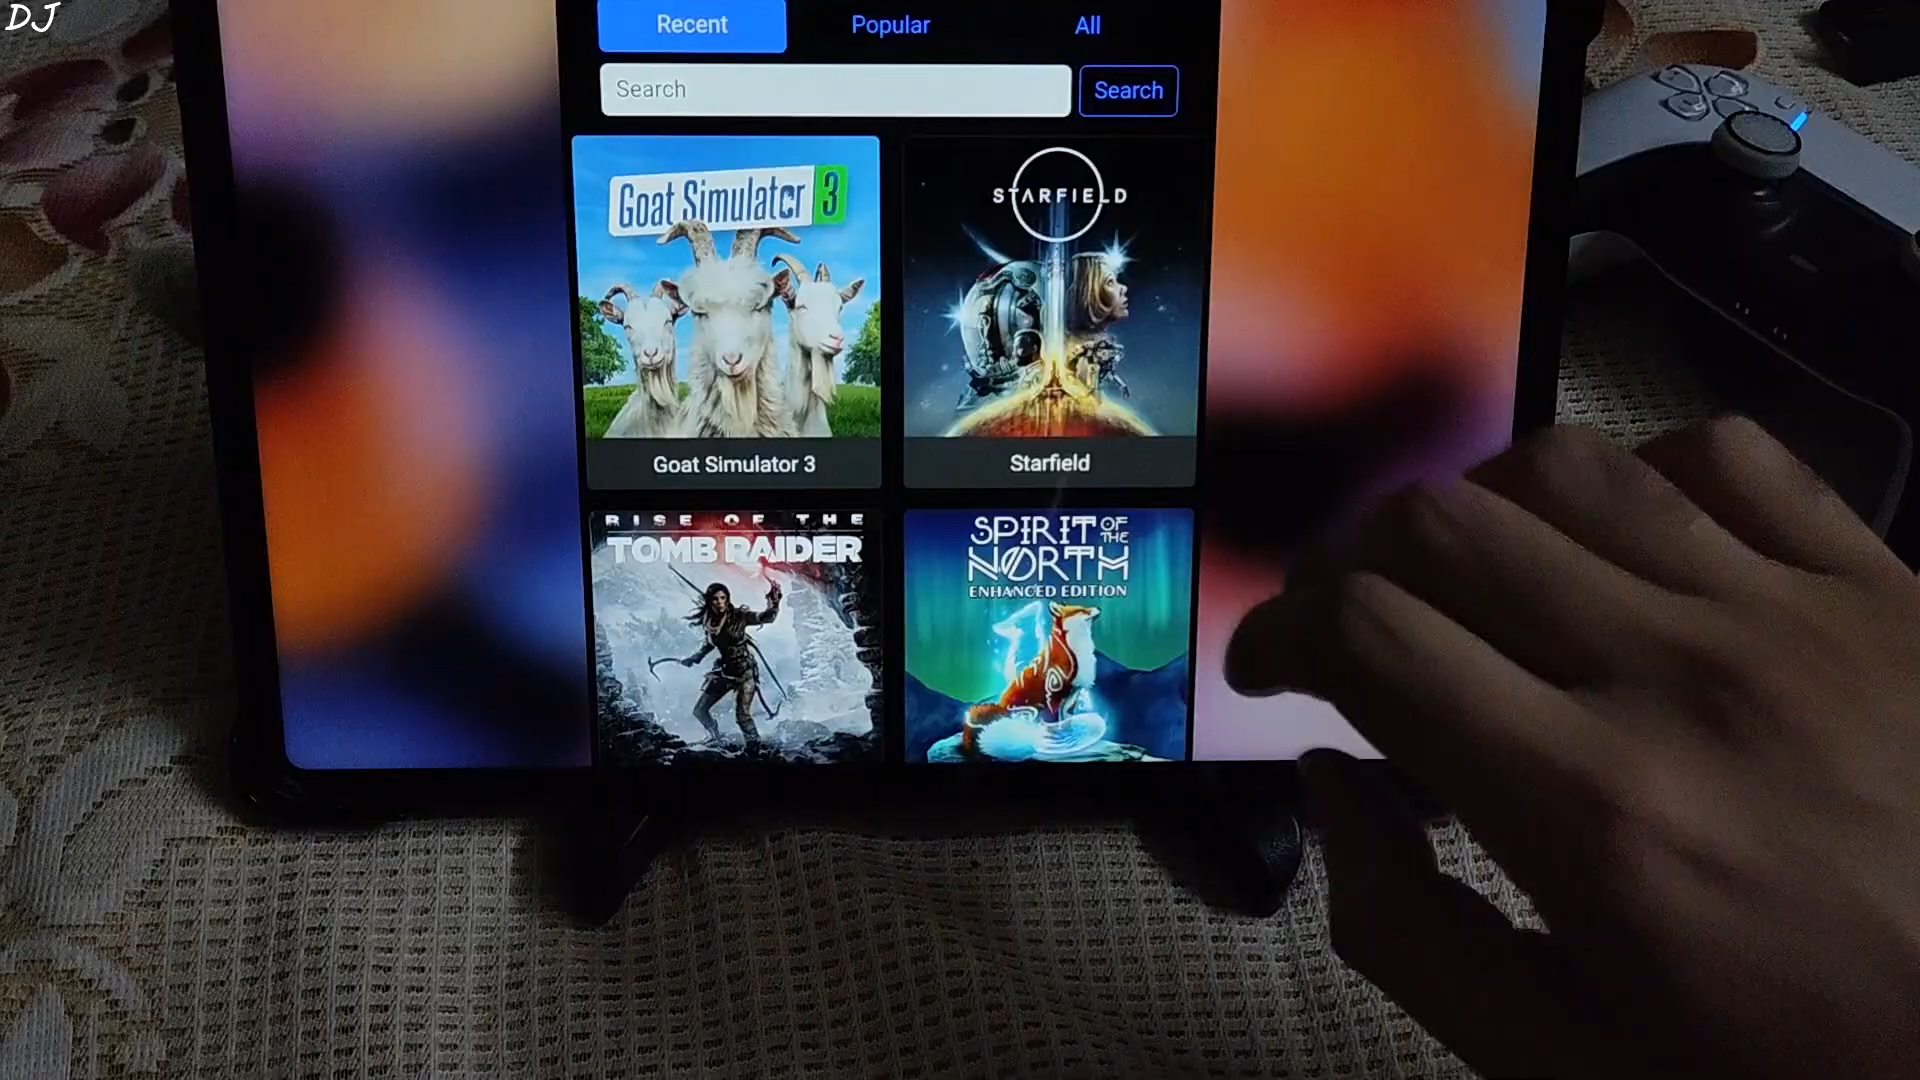 DJ
Recent Popular All
Search Search
Goat Simulator 3
STARFIELD
Goat Simulator 3 Starfield
RISE OF THE
TOMB RAIDER
SPIRIT OF THE
NORTH
ENHANCED EDITION